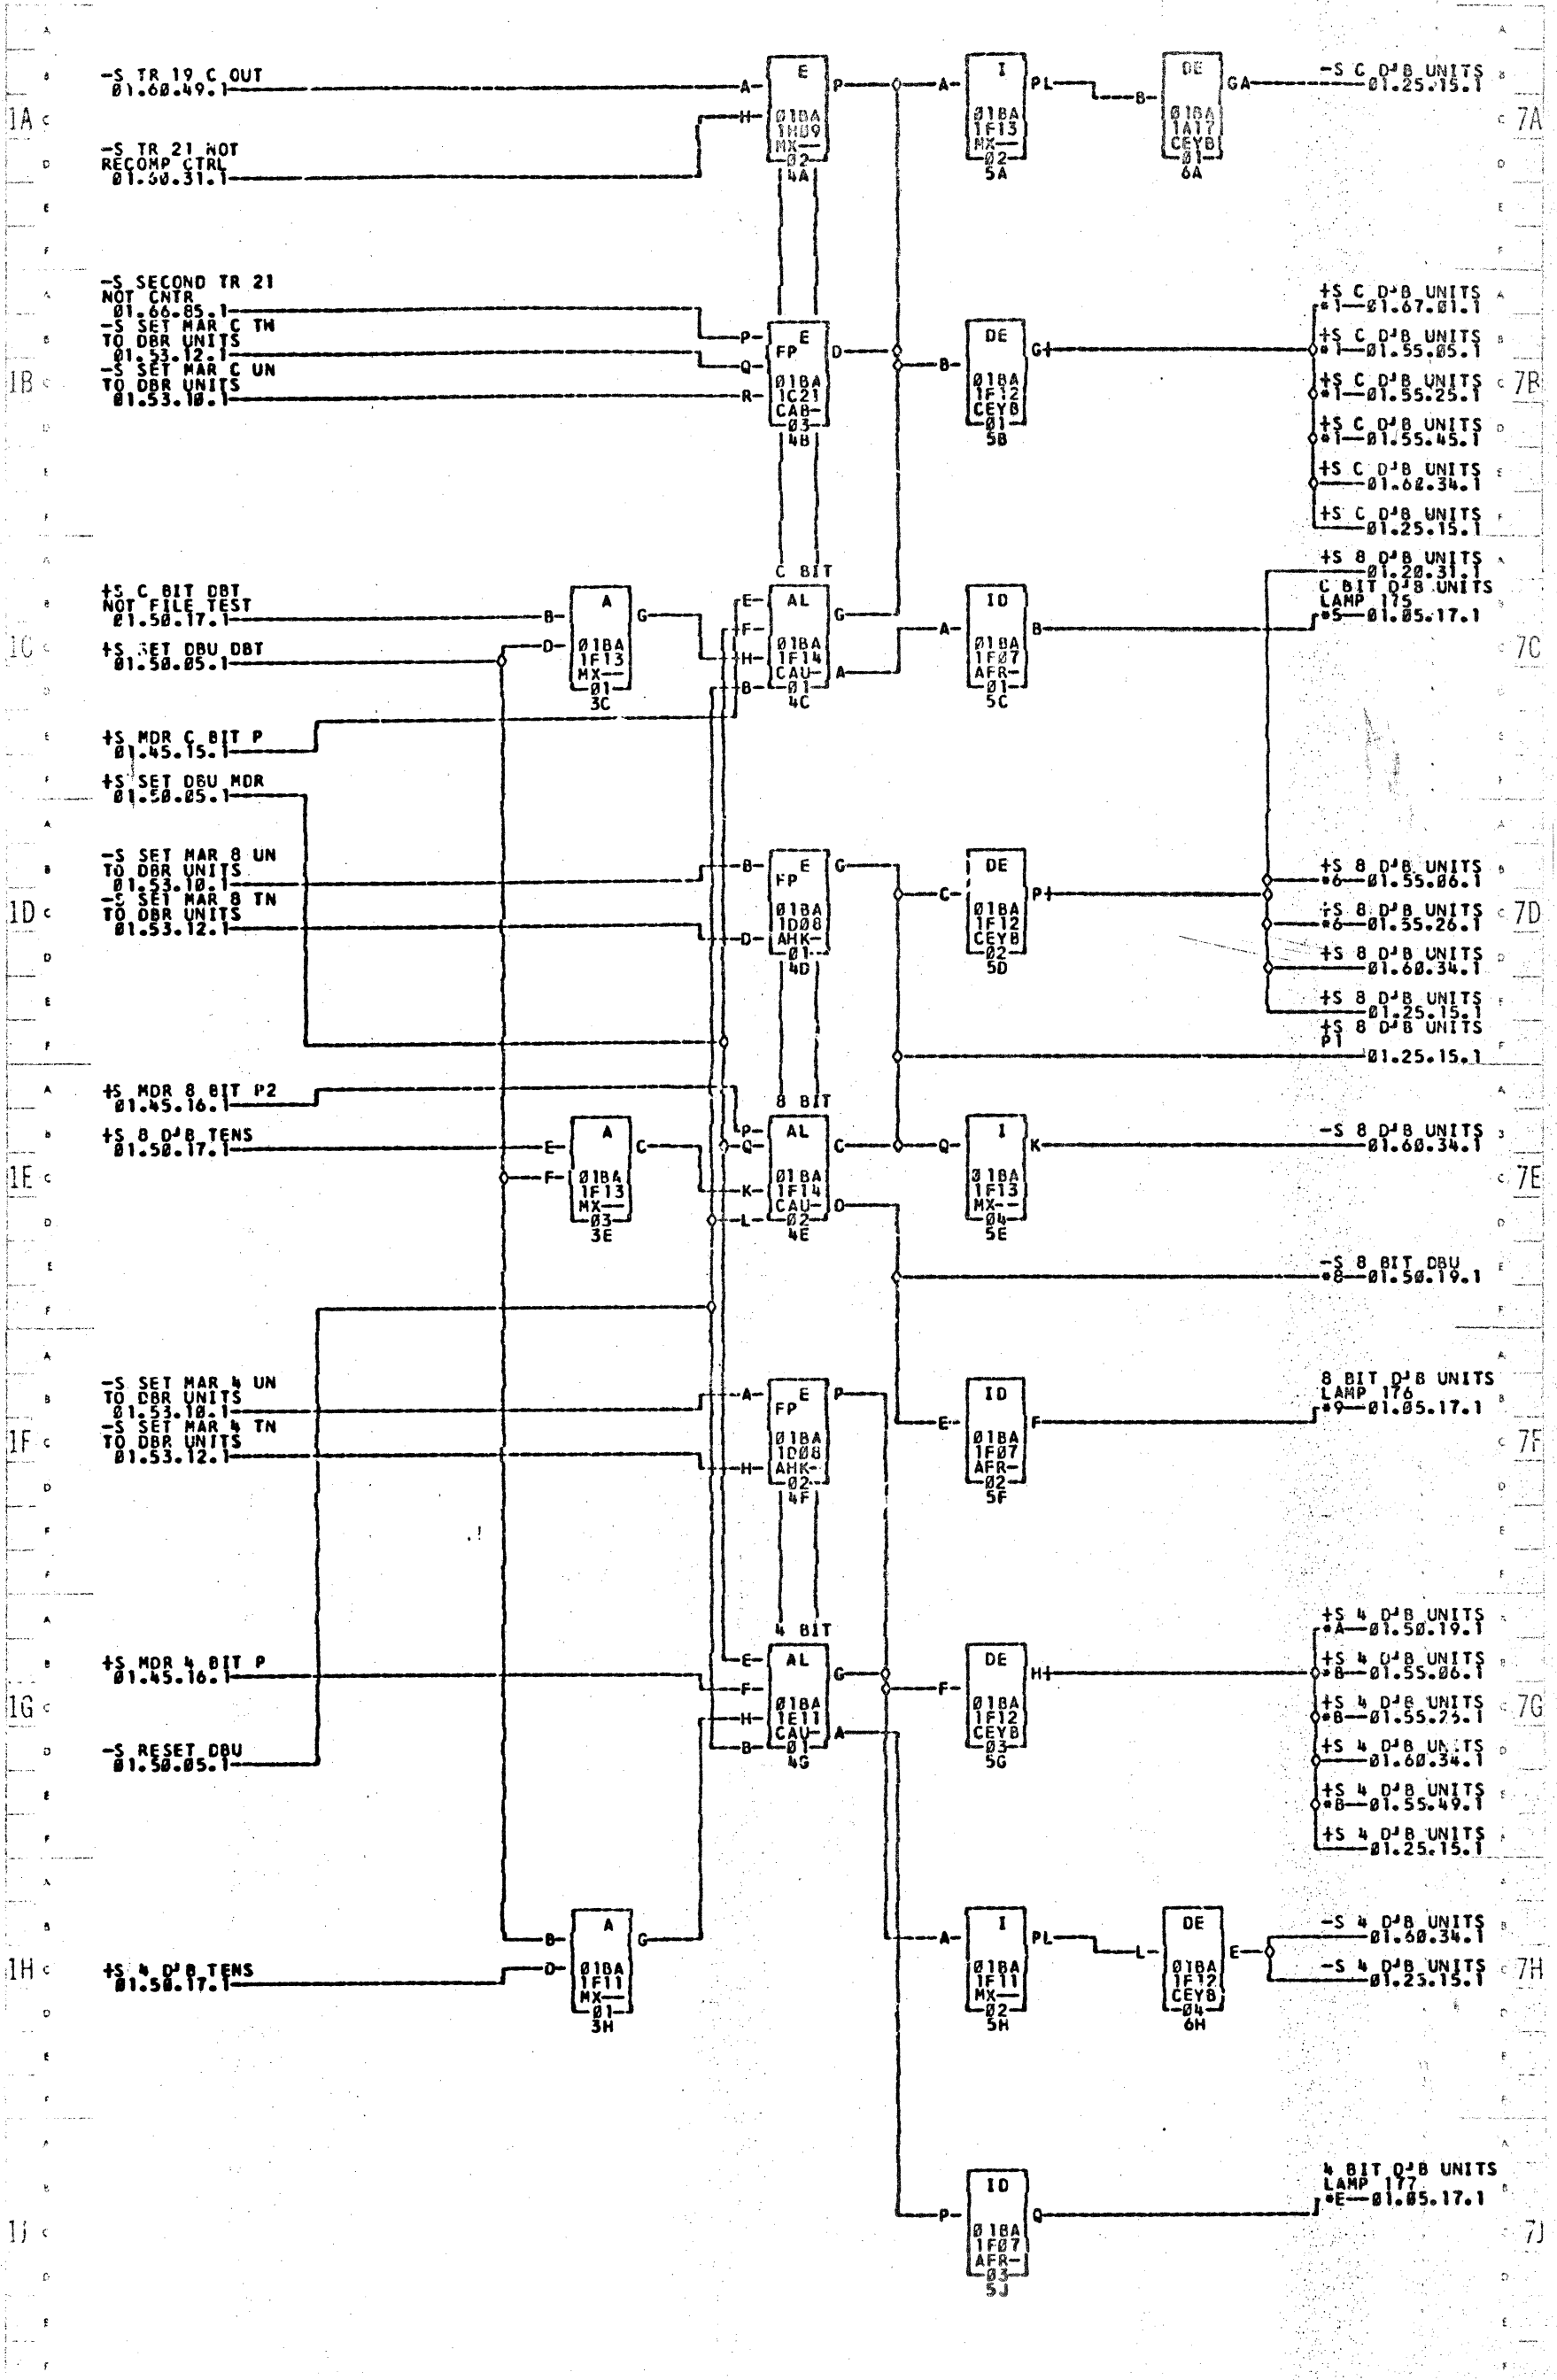 -S TR 19 C OUT
01.60.49.1
-S TR 21 NOT
RECOMP CTRL
1A
A
H
E
01BA
MX
02
4A
P
A
I
01BA
1F13
MX
02
5A
PL
B
DE
01BA
1A17
CEYB
01
6A
GA
-S C D'B UNITS
01.25.15.1
7A
-S SECOND TR 21
NOT CNTR
01.66.85.1
-S SET MAR C TH
TO DBR UNITS
01.53.12.1
-S SET MAR C UN
TO DBR UNITS
01.53.10.1
1B
P
Q
R
E
FP
01BA
1C21
CAB-
03
4B
D
B
DE
01BA
1F12
CEYB
01
5B
G+
+S C D'B UNITS
*1 01.67.01.1
+S C D'B UNITS
*1 01.55.05.1
+S C D'B UNITS
*1 01.55.25.1
+S C D'B UNITS
*1 01.55.45.1
+S C D'B UNITS
+S C D'B UNITS
01.25.15.1
7B
+S C BIT DBT
NOT FILE TEST
01.50.17.1
+S SET DBU DBT
01.50.05.1
+S MDR C BIT P
01.45.15.1
+S SET DBU MDR
01.50.05.1
1C
B
D
A
01BA
1F13
MX
01
3C
G
C BIT
E
F
H
B
AL
01BA
1F14
CAU-
01
4C
G
A
A
ID
01BA
1F07
AFR-
01
5C
B
+S 8 D'B UNITS
01.20.31.1
C BIT D'B UNITS
LAMP 175
*5 01.05.17.1
7C
-S SET MAR 8 UN
TO DBR UNITS
01.53.10.1
-S SET MAR 8 TN
TO DBR UNITS
01.53.12.1
1D
B
D
E
FP
01BA
1D08
AHK-
01
4D
G
C
DE
01BA
1F12
CEYB
02
5D
P+
+S 8 D'B UNITS
*6 01.55.06.1
+S 8 D'B UNITS
*6 01.55.26.1
+S 8 D'B UNITS
01.60.34.1
+S 8 D'B UNITS
01.25.15.1
+S 8 D'B UNITS
P1
01.25.15.1
7D
+S MDR 8 BIT P2
01.45.16.1
+S 8 D'B TENS
01.50.17.1
1E
E
F
A
01BA
1F13
MX
03
3E
C
8 BIT
P
Q
K
L
AL
01BA
1F14
CAU-
02
4E
C
D
Q
I
01BA
1F13
MX--
04
5E
K
-S 8 D'B UNITS
01.60.34.1
7E
-S 8 BIT DBU
*8 01.50.19.1
-S SET MAR 4 UN
TO DBR UNITS
01.53.10.1
-S SET MAR 4 TN
TO DBR UNITS
01.53.12.1
1F
A
H
E
FP
01BA
1D08
AHK-
02
4F
P
E
ID
01BA
1F07
AFR-
02
5F
F
8 BIT D'B UNITS
LAMP 176
*9 01.05.17.1
7F
+S MDR 4 BIT P
01.45.16.1
-S RESET DBU
01.50.05.1
1G
4 BIT
E
F
H
B
AL
01BA
1E11
CAU-
01
4G
G
A
F
DE
01BA
1F12
CEYB
03
5G
H+
+S 4 D'B UNITS
*A 01.50.19.1
+S 4 D'B UNITS
*B 01.55.06.1
+S 4 D'B UNITS
+S 4 D'B UNITS
01.60.34.1
+S 4 D'B UNITS
*B 01.55.49.1
+S 4 D'B UNITS
01.25.15.1
7G
+S 4 D'B TENS
01.50.17.1
1H
B
D
A
01BA
1F11
MX
01
3H
G
A
I
01BA
1F11
MX
02
5H
PL
L
DE
01BA
1F12
CEYB
04
6H
E
-S 4 D'B UNITS
01.60.34.1
-S 4 D'B UNITS
7H
1J
P
ID
01BA
1F07
AFR-
03
5J
Q
4 BIT D'B UNITS
LAMP 177
*E 01.05.17.1
7J